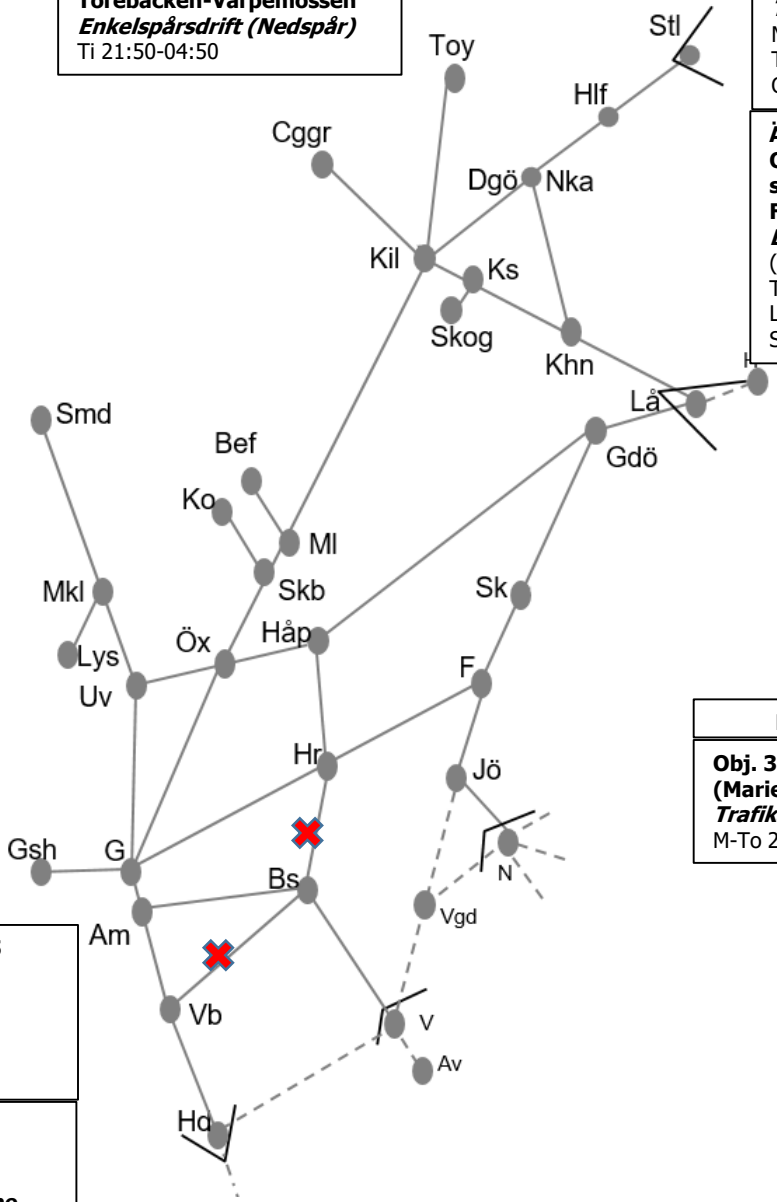 Torebacken-Varpemossen
Enkelspårsdrift (Nedspår)
Ti 21:50-04:50
Stl
Toy
Hlf
Cggr
Dgö
Nka
Kil
Ks
Skog
Khn
Lå
Gdö
Smd
Bef
Ko
Ml
Skb
Mkl
Sk
Öx
Håp
Lys
Uv
F
Hr
Jö
Obj. 3
(Marie
Trafik
M-To 2
Gsh
G
Bs
N
Am
Vgd
Vb
V
Av
Hd